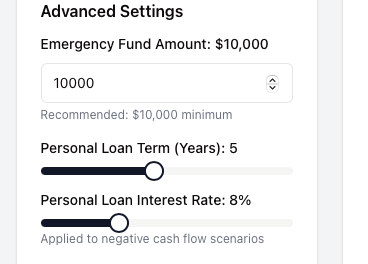 Advanced Settings
Emergency Fund Amount: $10,000
10000
Recommended: $10,000 minimum
Personal Loan Term (Years): 5
Personal Loan Interest Rate: 8%
Applied to negative cash flow scenarios